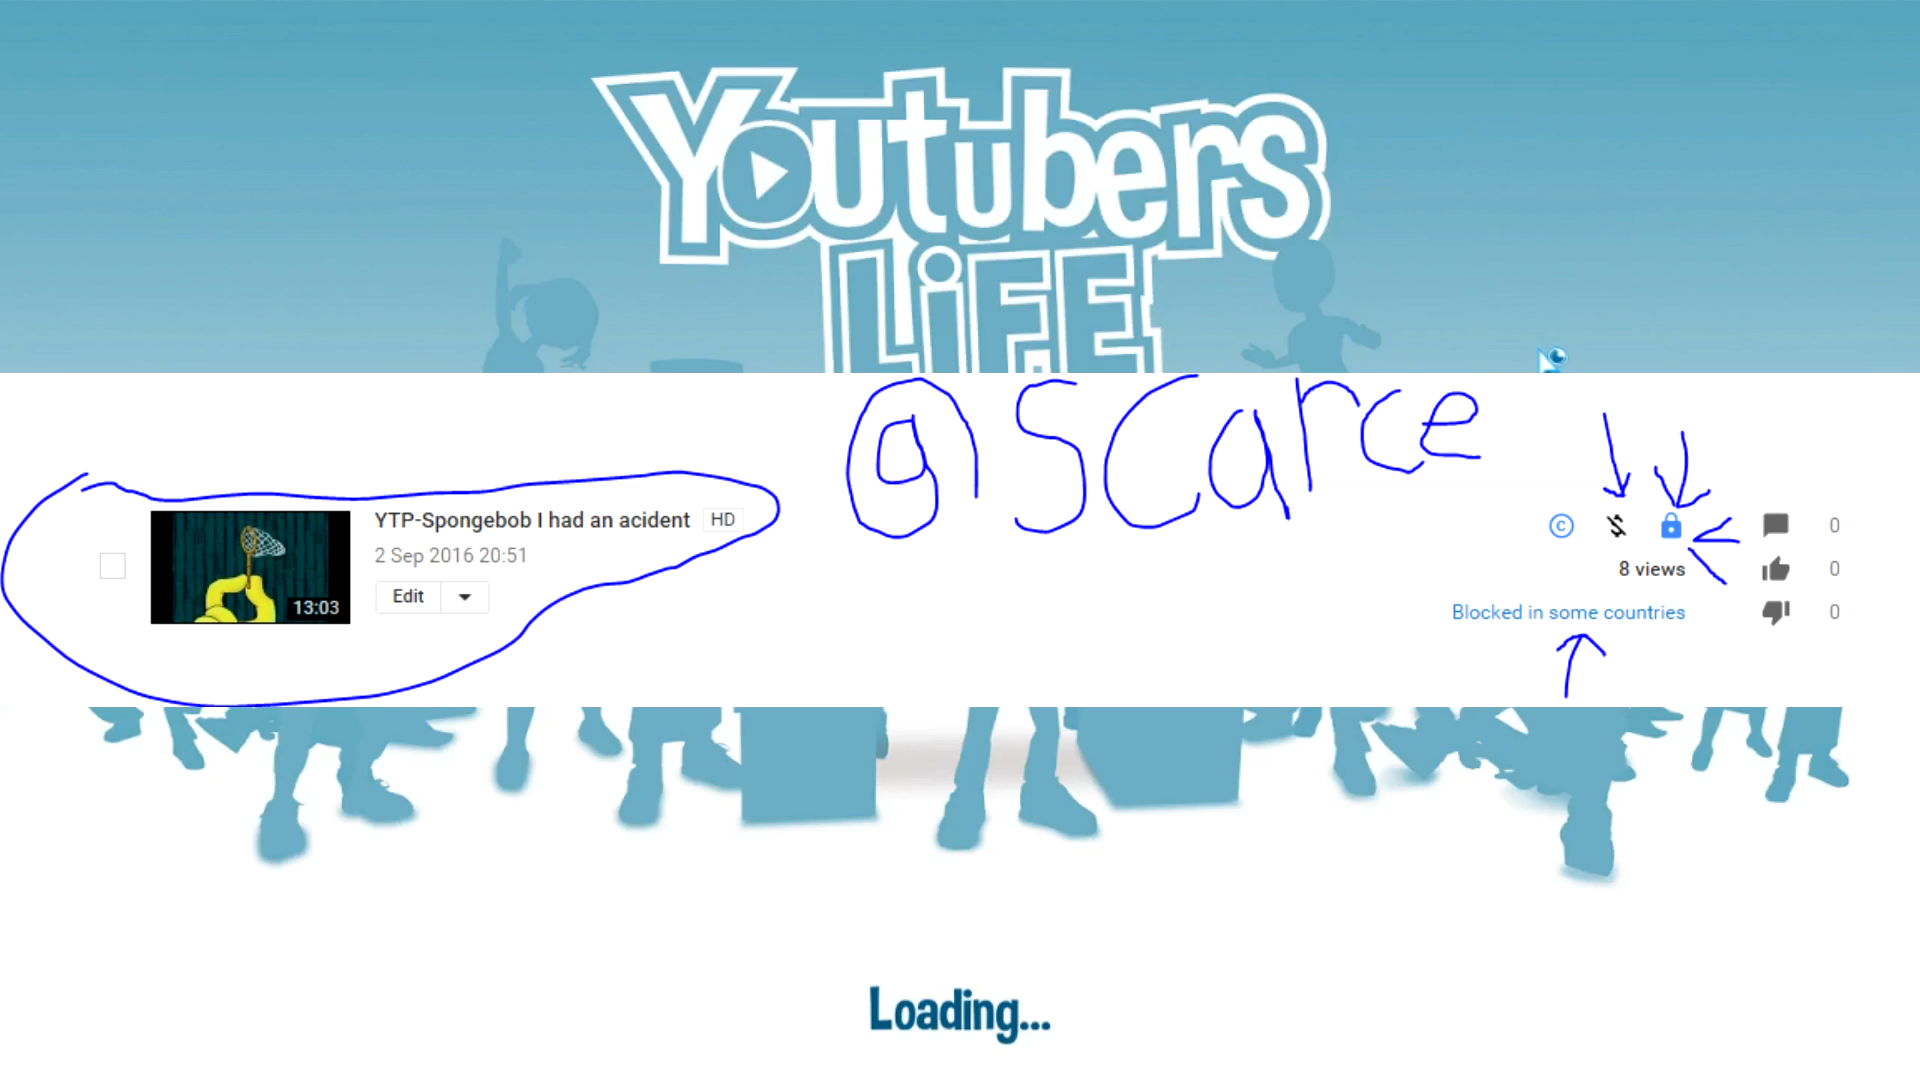 Youtubers
LiFE
@Scarce
YTP-Spongebob I had an acident HD
2 Sep 2016 20:51
13:03
Edit
0
8 views 0
Blocked in some countries 0
Loading...